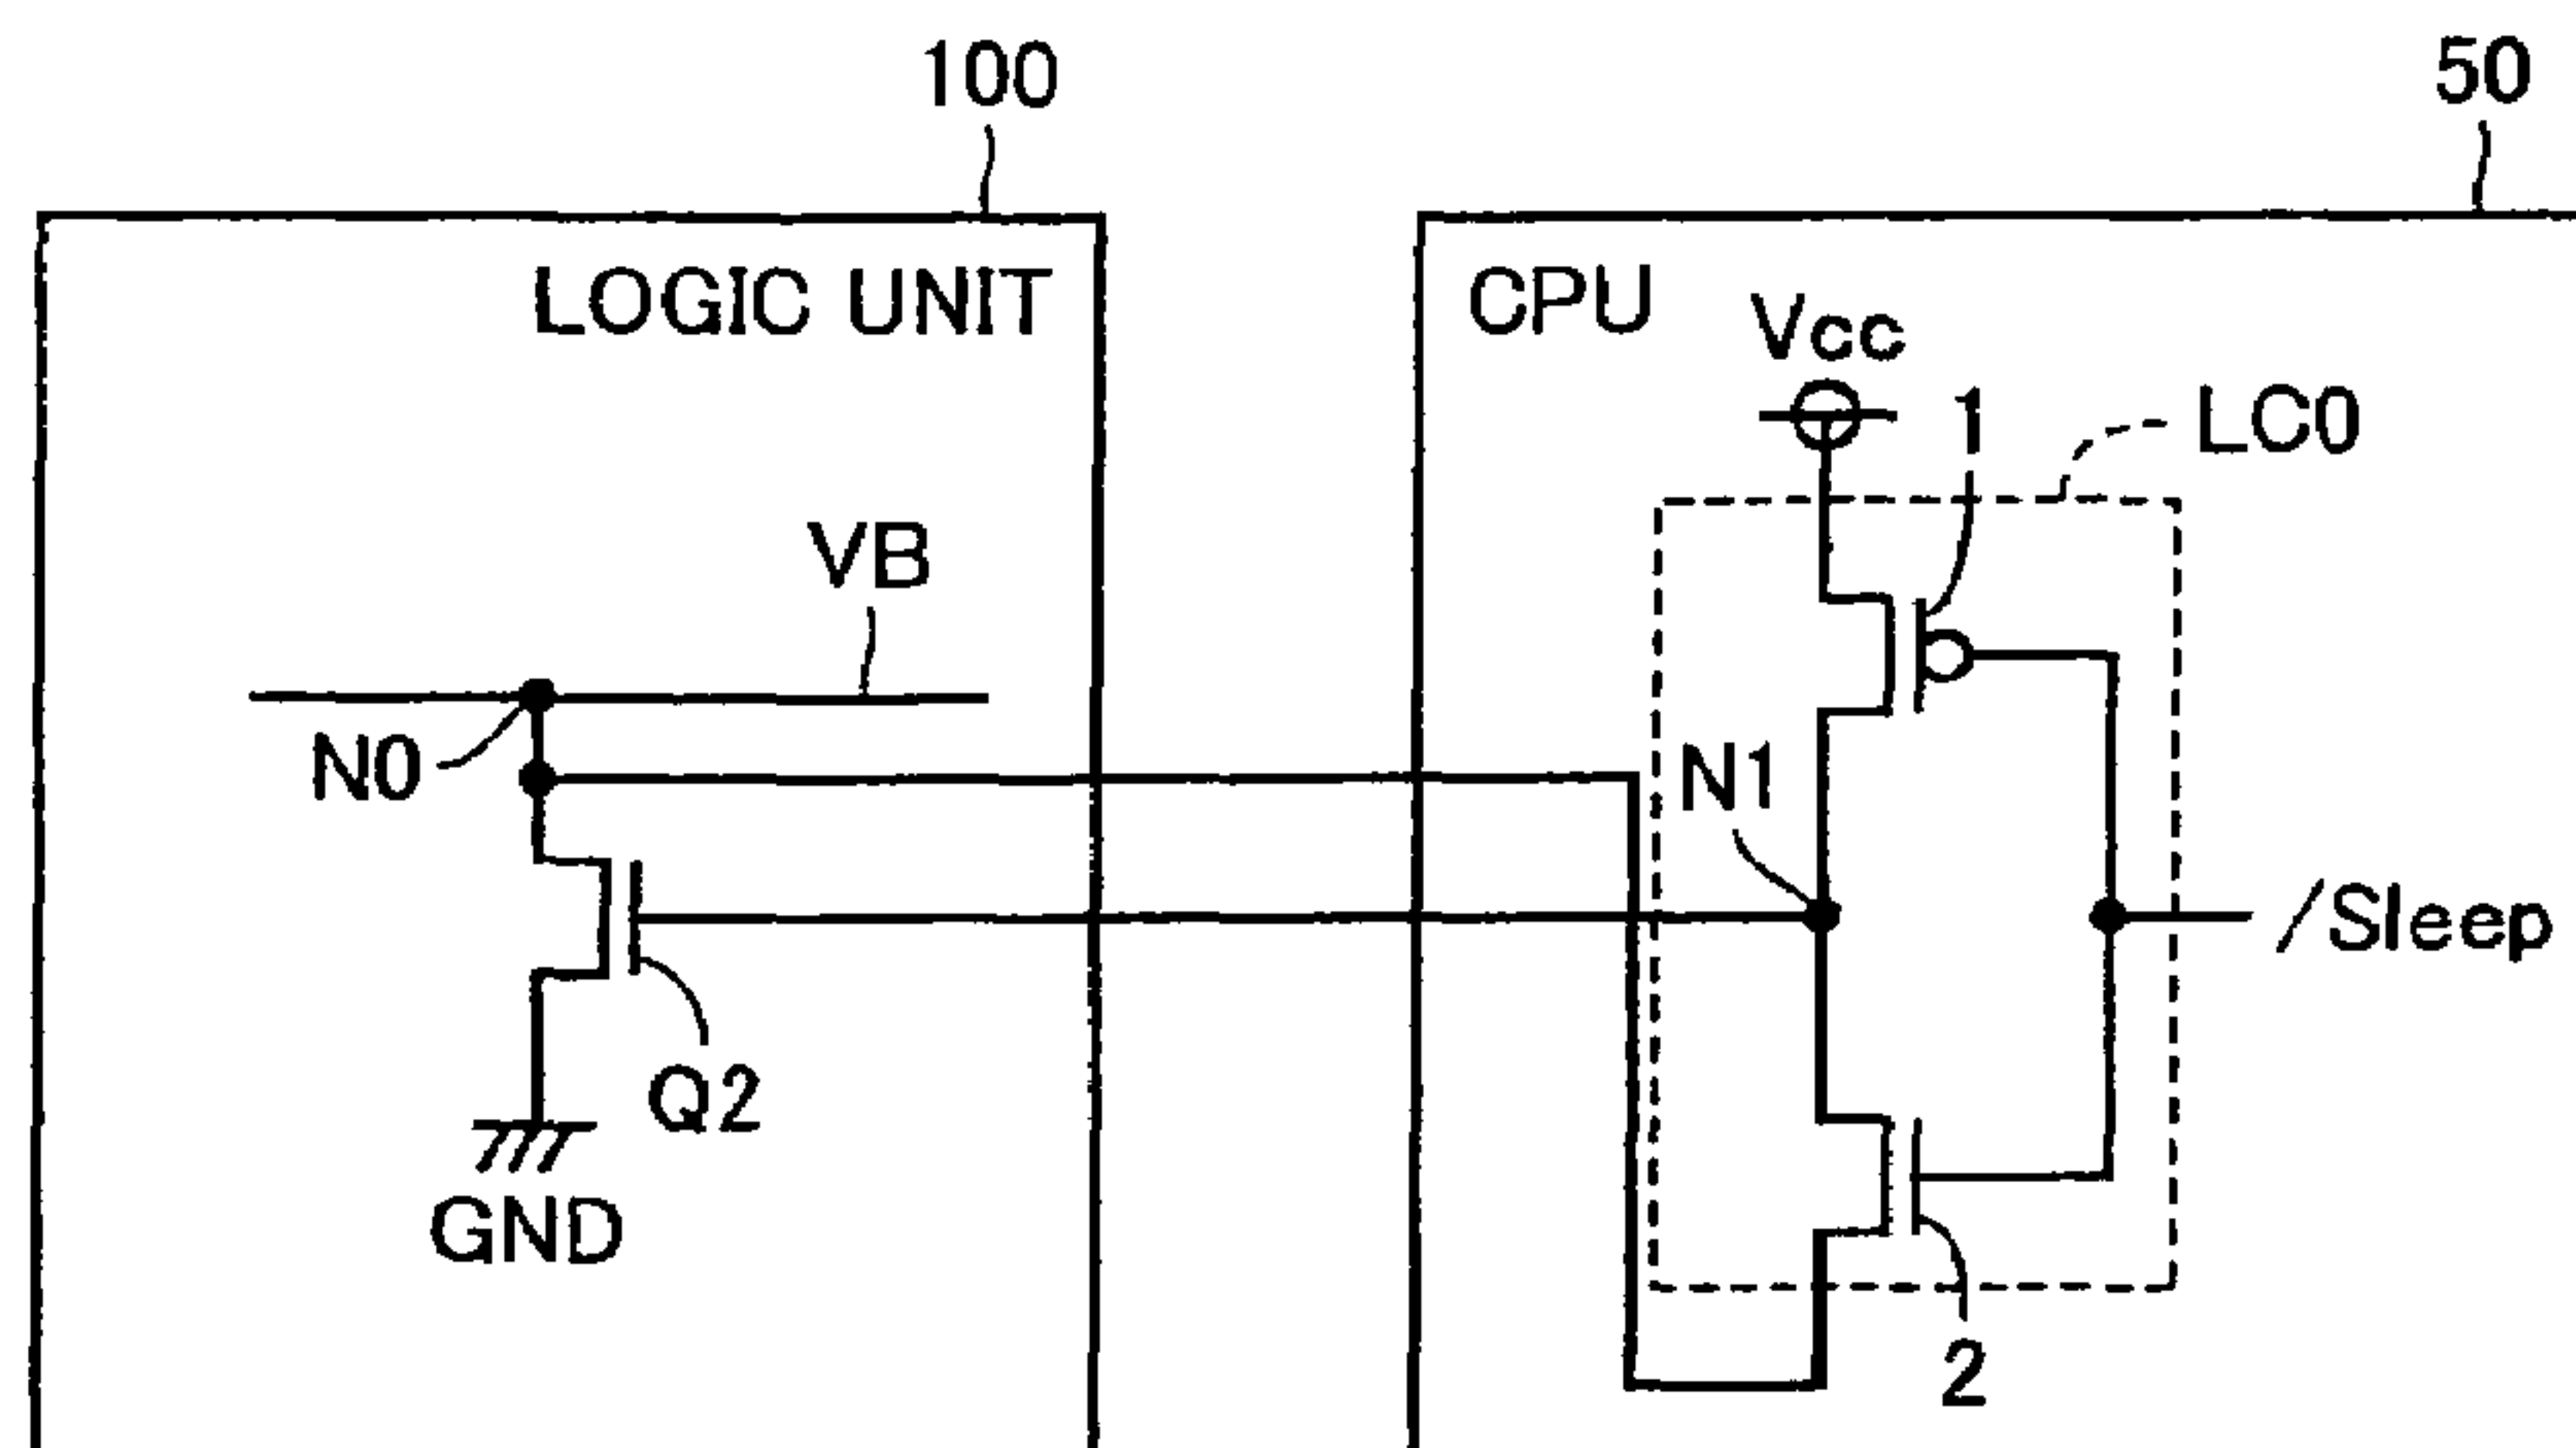 100
50
LOGIC UNIT
CPU
Vcc
1
LC0
VB
N0
N1
/Sleep
Q2
GND
2